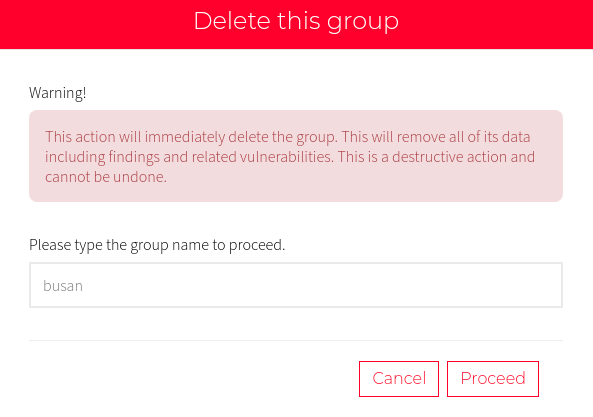 Delete this group
Warning!
This action will immediately delete the group. This will remove all of its data
including findings and related vulnerabilities. This is a destructive action and
cannot be undone.
Please type the group name to proceed.
busan
Cancel Proceed